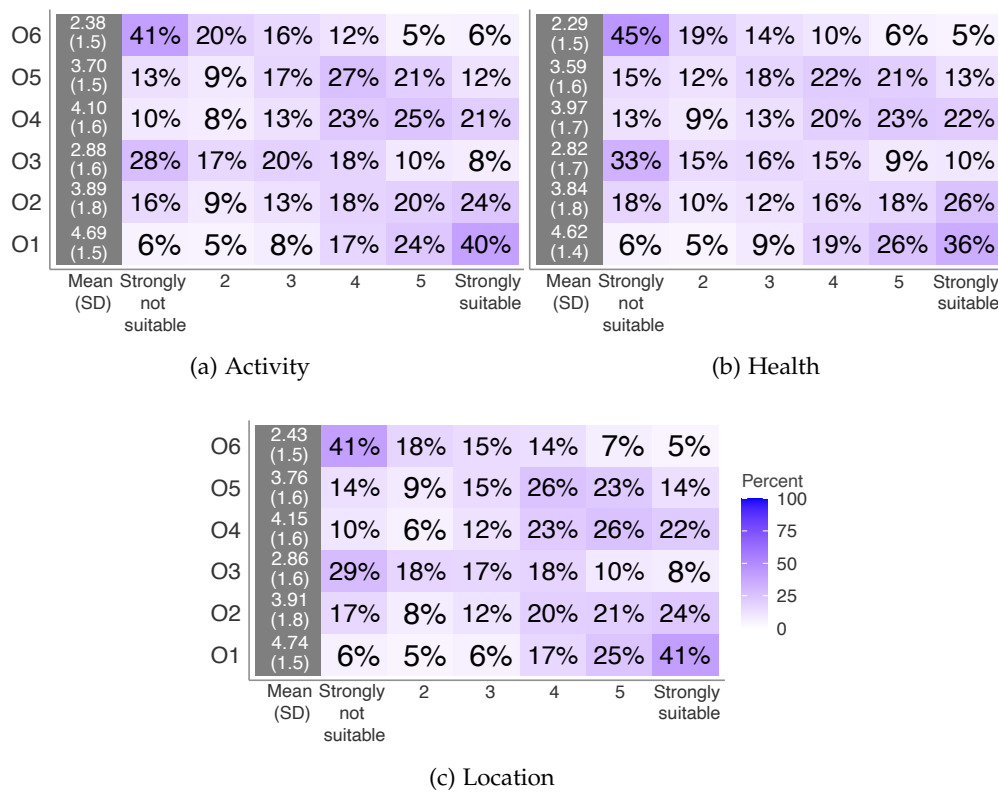 O6 2.38 (1.5) 41% 20% 16% 12% 5% 6%
O5 3.70 (1.5) 13% 9% 17% 27% 21% 12%
O4 4.10 (1.6) 10% 8% 13% 23% 25% 21%
O3 2.88 (1.6) 28% 17% 20% 18% 10% 8%
O2 3.89 (1.8) 16% 9% 13% 18% 20% 24%
O1 4.69 (1.5) 6% 5% 8% 17% 24% 40%
Mean (SD) Strongly not suitable 2 3 4 5 Strongly suitable
(a) Activity
2.29 (1.5) 45% 19% 14% 10% 6% 5%
3.59 (1.6) 15% 12% 18% 22% 21% 13%
3.97 (1.7) 13% 9% 13% 20% 23% 22%
2.82 (1.7) 33% 15% 16% 15% 9% 10%
3.84 (1.8) 18% 10% 12% 16% 18% 26%
4.62 (1.4) 6% 5% 9% 19% 26% 36%
Mean (SD) Strongly not suitable 2 3 4 5 Strongly suitable
(b) Health
O6 2.43 (1.5) 41% 18% 15% 14% 7% 5%
O5 3.76 (1.6) 14% 9% 15% 26% 23% 14%
O4 4.15 (1.6) 10% 6% 12% 23% 26% 22%
O3 2.86 (1.6) 29% 18% 17% 18% 10% 8%
O2 3.91 (1.8) 17% 8% 12% 20% 21% 24%
O1 4.74 (1.5) 6% 5% 6% 17% 25% 41%
Mean (SD) Strongly not suitable 2 3 4 5 Strongly suitable
Percent
100
75
50
25
0
(c) Location